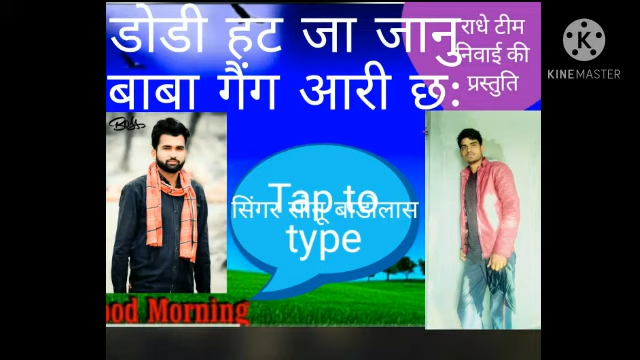 डोडी हट जा जानु
बाबा गैंग आरी छ:
राधे टीम
निवाई की
प्रस्तुति
KINEMASTER
Tap to
type
सिंगर
ood Morning